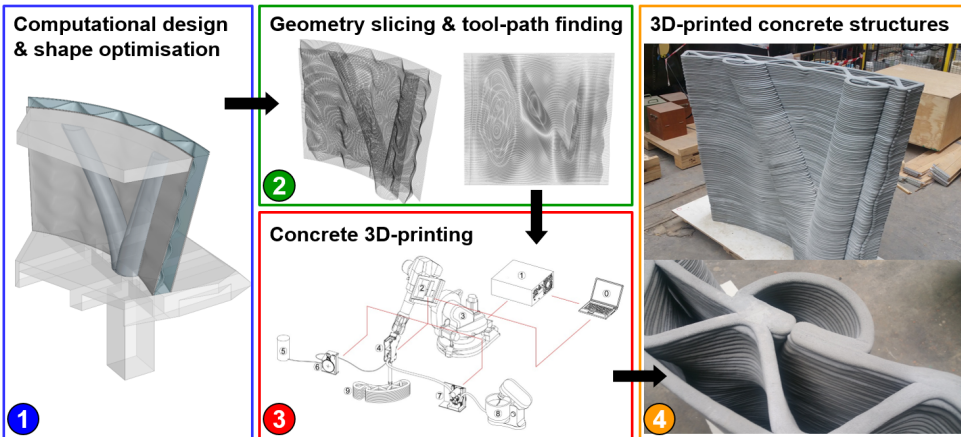 Computational design
& shape optimisation
1
Geometry slicing & tool-path finding
2
Concrete 3D-printing
0
1
2
3
4
5
6
7
8
9
3
3D-printed concrete structures
4